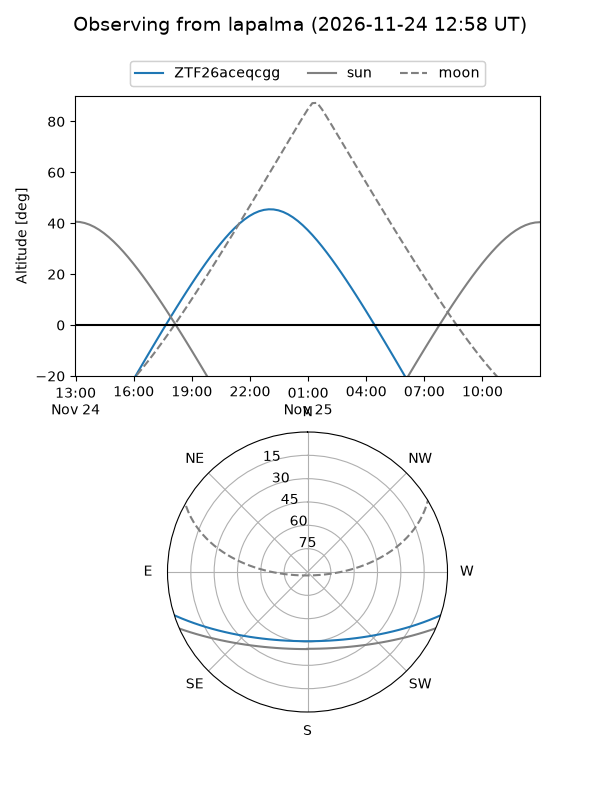 Observing from lapalma (2026-11-24 12:58 UT)
ZTF26aceqcgg sun moon
80
60
40
20
0
−20
Altitude [deg]
13:00 16:00 19:00 22:00 01:00 04:00 07:00 10:00
Nov 24 Nov 25
N
NE NW
15
30
45
60
75
E W
SE SW
S